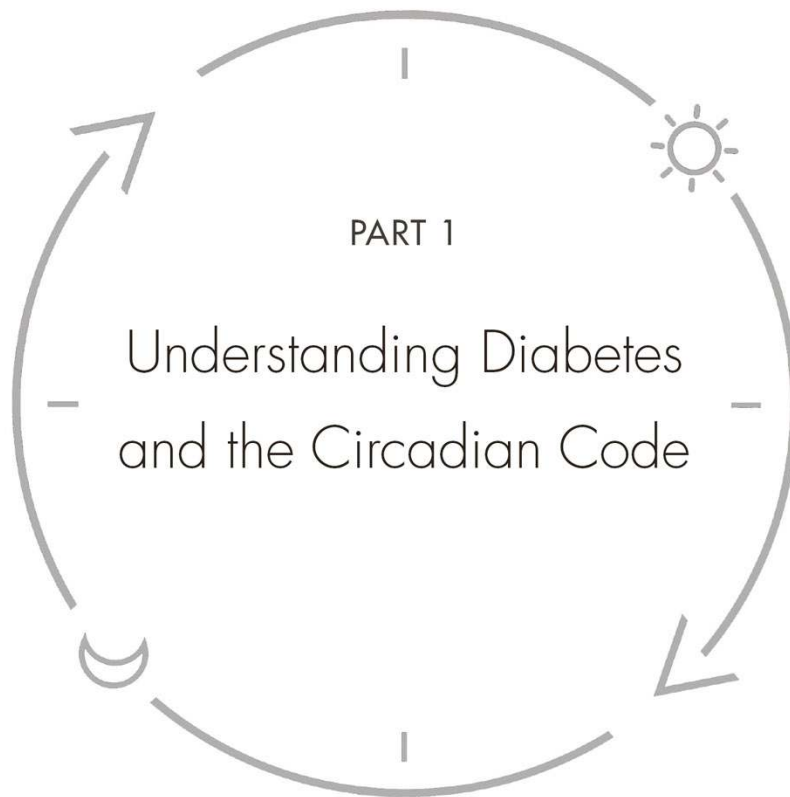 PART 1
Understanding Diabetes
and the Circadian Code